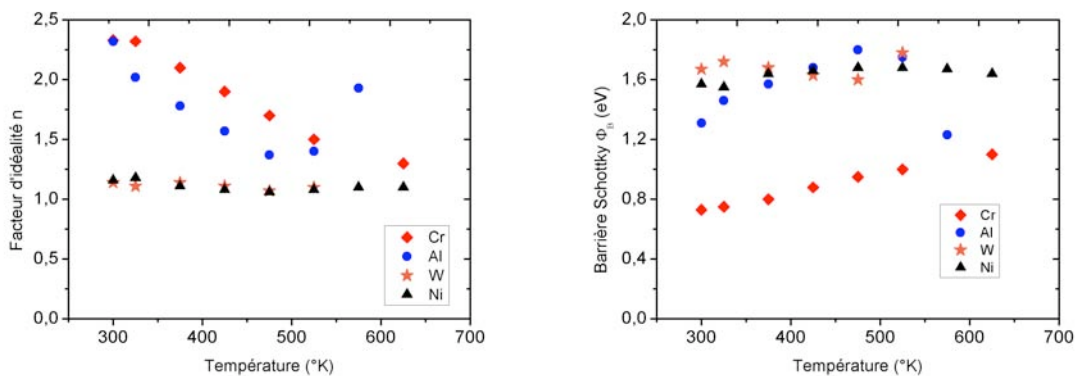 2,5
2,0
1,5
1,0
0,5
0,0
Facteur d'idéalité n
300 400 500 600 700
Température (°K)
Cr
Al
W
Ni
2,0
1,6
1,2
0,8
0,4
0,0
Barrière Schottky Φ_B (eV)
300 400 500 600 700
Température (°K)
Cr
Al
W
Ni